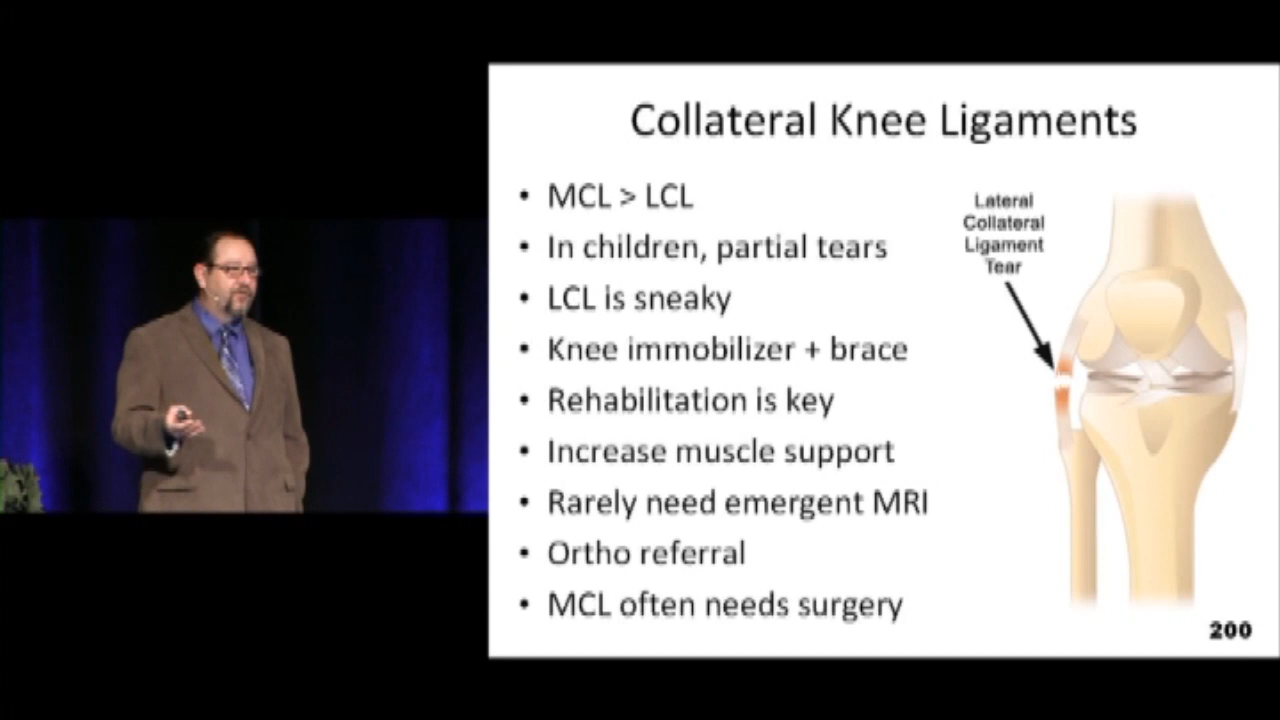 Collateral Knee Ligaments
• MCL > LCL
• In children, partial tears
• LCL is sneaky
• Knee immobilizer + brace
• Rehabilitation is key
• Increase muscle support
• Rarely need emergent MRI
• Ortho referral
• MCL often needs surgery
Lateral
Collateral
Ligament
Tear
200